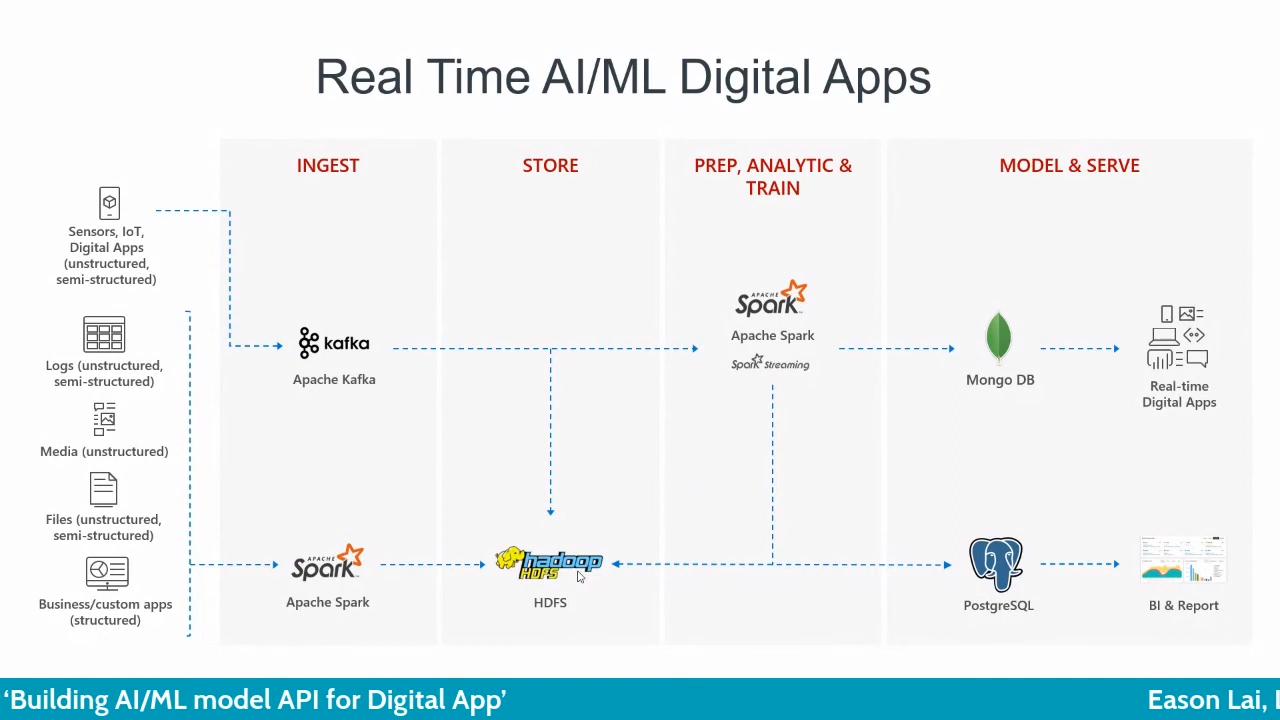 Real Time AI/ML Digital Apps
INGEST
STORE
PREP, ANALYTIC &
TRAIN
MODEL & SERVE
Sensors, IoT,
Digital Apps
(unstructured,
semi-structured)
Logs (unstructured,
semi-structured)
Media (unstructured)
Files (unstructured,
semi-structured)
Business/custom apps
(structured)
kafka
Apache Kafka
APACHE
Spark
Apache Spark
Spark Streaming
Mongo DB
Real-time
Digital Apps
APACHE
Spark
Apache Spark
hadoop
HDFS
HDFS
PostgreSQL
BI & Report
‘Building AI/ML model API for Digital App’
Eason Lai,